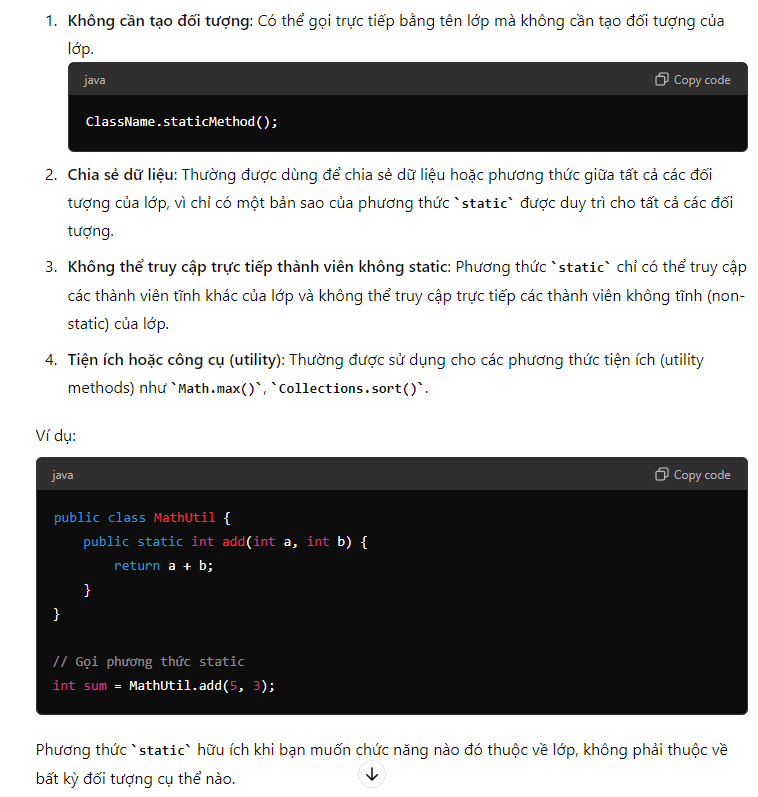 1. Không cần tạo đối tượng: Có thể gọi trực tiếp bằng tên lớp mà không cần tạo đối tượng của
lớp.
java
Copy code
ClassName.staticMethod();
2. Chia sẻ dữ liệu: Thường được dùng để chia sẻ dữ liệu hoặc phương thức giữa tất cả các đối
tượng của lớp, vì chỉ có một bản sao của phương thức `static` được duy trì cho tất cả các đối
tượng.
3. Không thể truy cập trực tiếp thành viên không static: Phương thức `static` chỉ có thể truy cập
các thành viên tĩnh khác của lớp và không thể truy cập trực tiếp các thành viên không tĩnh (non-
static) của lớp.
4. Tiện ích hoặc công cụ (utility): Thường được sử dụng cho các phương thức tiện ích (utility
methods) như `Math.max()`, `Collections.sort()`.
Ví dụ:
java
Copy code
public class MathUtil {
    public static int add(int a, int b) {
        return a + b;
    }
}
// Gọi phương thức static
int sum = MathUtil.add(5, 3);
Phương thức `static` hữu ích khi bạn muốn chức năng nào đó thuộc về lớp, không phải thuộc về
bất kỳ đối tượng cụ thể nào.